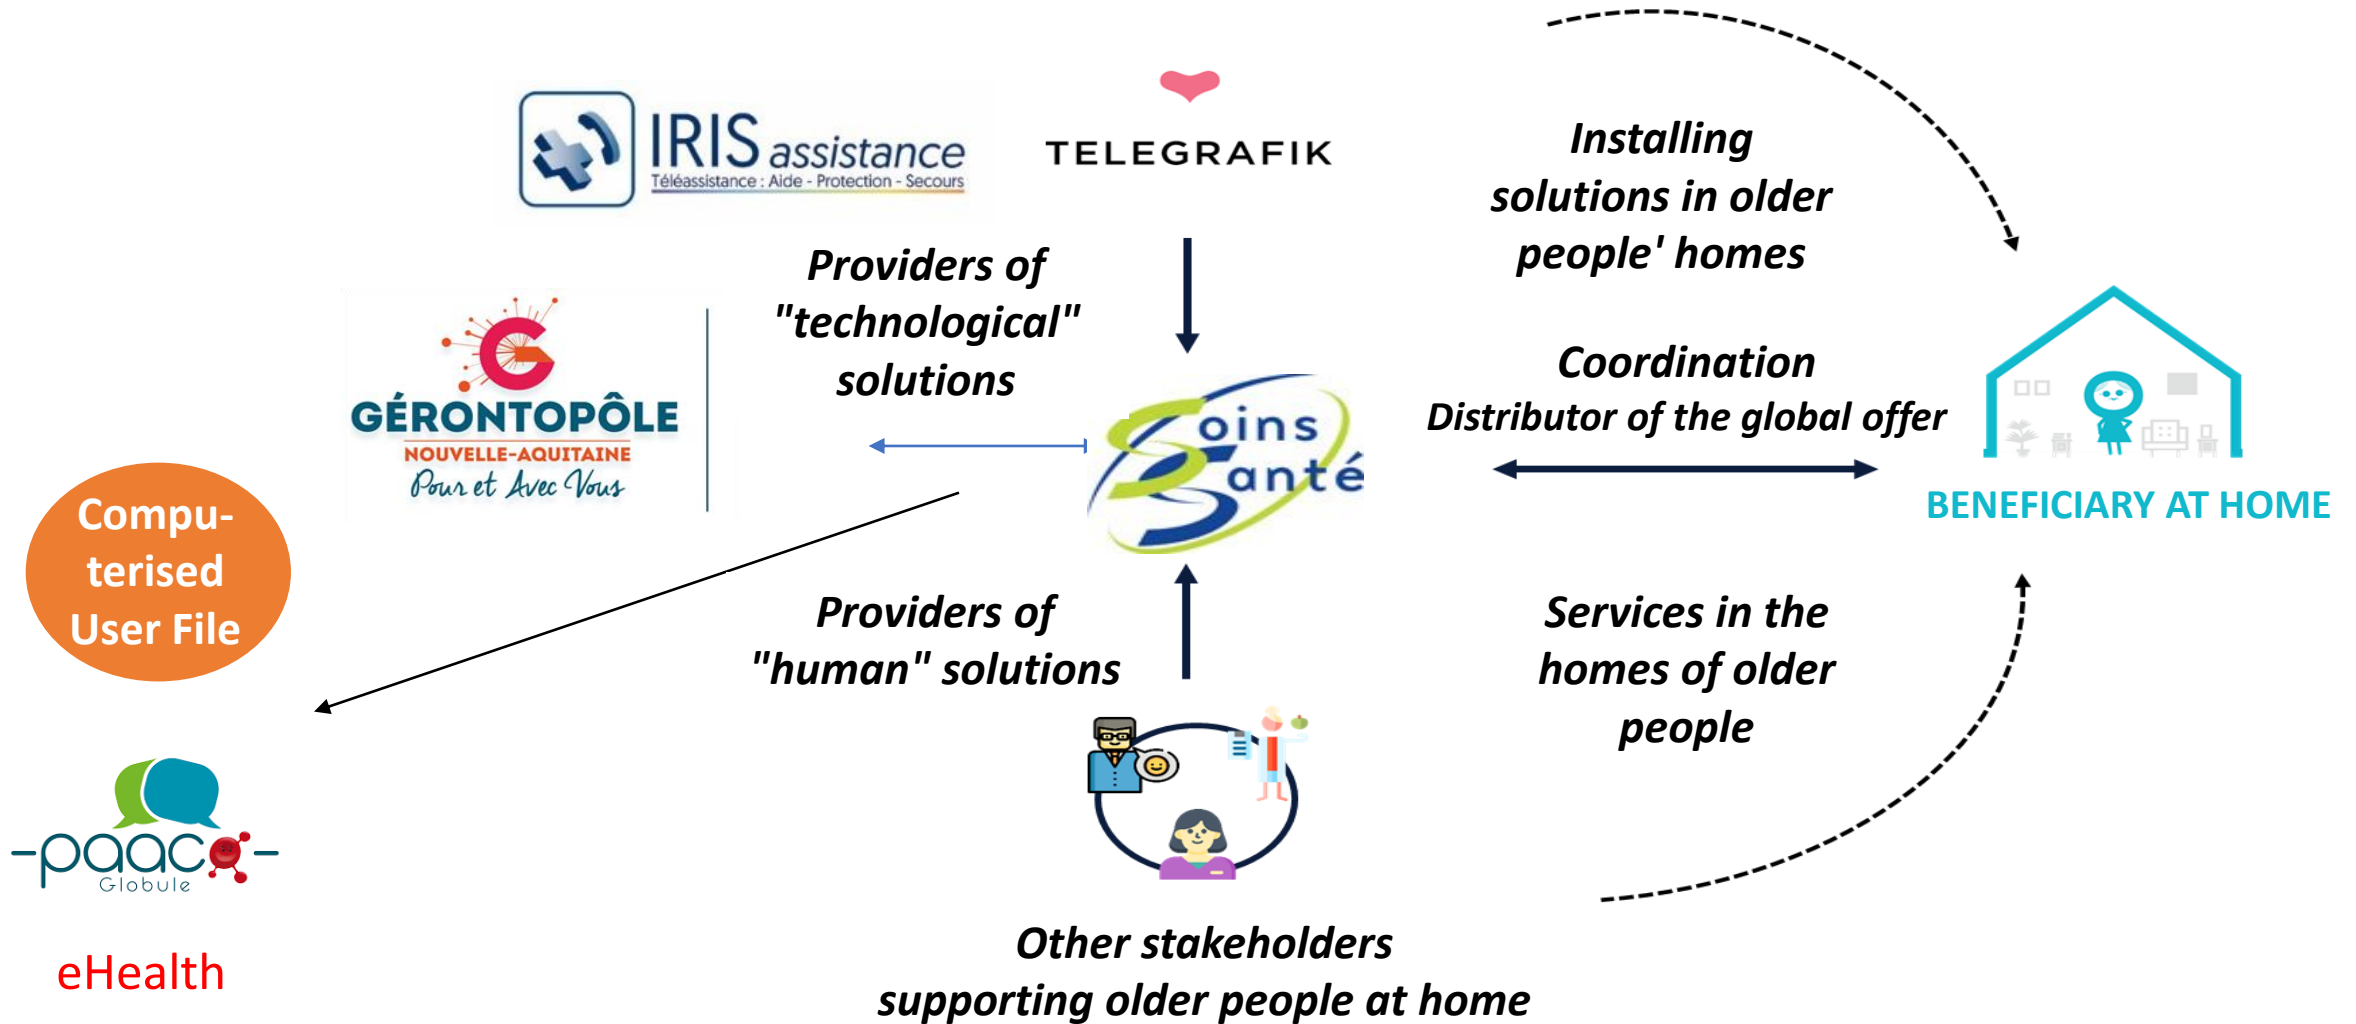 IRIS assistance
Téléassistance : Aide - Protection - Secours
TELEGRAFIK
Installing
solutions in older
people' homes
Providers of
"technological"
solutions
GÉRONTOPÔLE
NOUVELLE-AQUITAINE
Pour et Avec Vous
Soins
Santé
Coordination
Distributor of the global offer
BENEFICIARY AT HOME
Compu-
terised
User File
Providers of
"human" solutions
Services in the
homes of older
people
-paaco-
Globule
eHealth
Other stakeholders
supporting older people at home